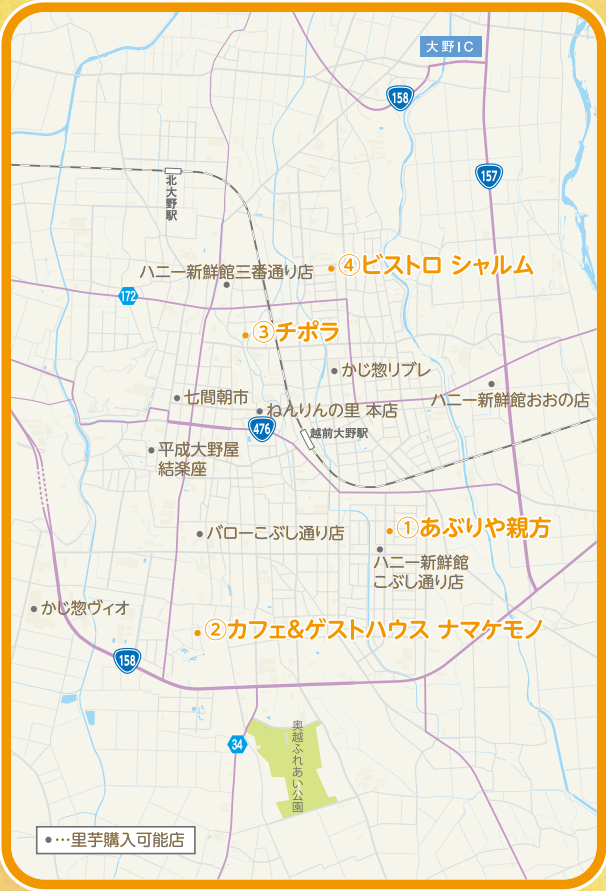 大野IC
158
157
北大野駅
④ビストロ シャルム
ハニー新鮮館三番通り店
172
③チポラ
かじ惣リブレ
七間朝市
ハニー新鮮館おおの店
ねんりんの里 本店
476
越前大野駅
平成大野屋
結楽座
①あぶりや親方
バローこぶし通り店
ハニー新鮮館
こぶし通り店
かじ惣ヴィオ
②カフェ&ゲストハウス ナマケモノ
158
34
奥越ふれあい公園
●…里芋購入可能店